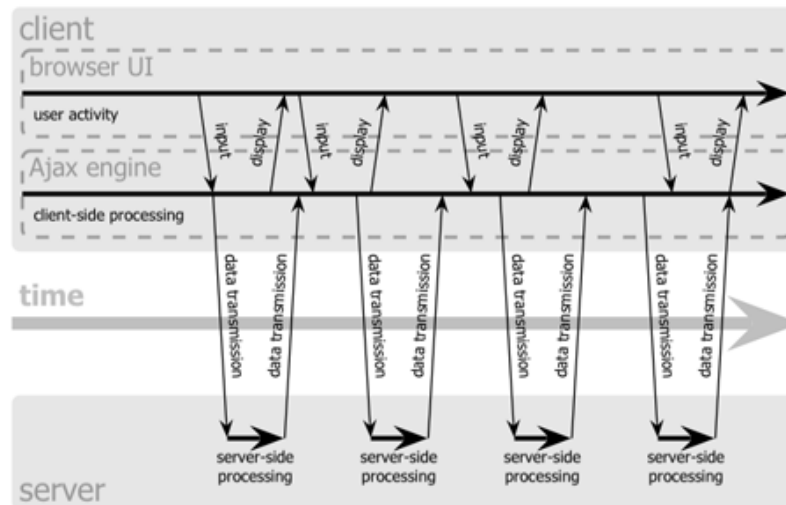 client
browser UI
user activity
input
display
input
display
input
display
input
display
Ajax engine
client-side processing
data transmission
data transmission
data transmission
data transmission
data transmission
data transmission
data transmission
data transmission
time
server-side
processing
server-side
processing
server-side
processing
server-side
processing
server